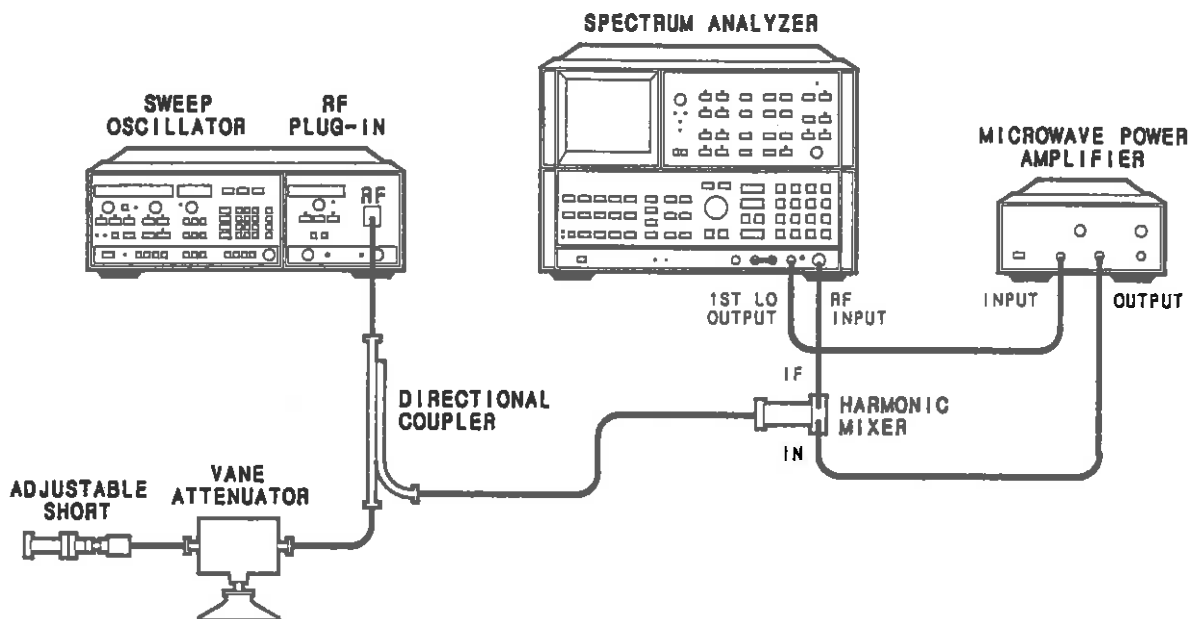 SPECTRUM ANALYZER
SWEEP
OSCILLATOR
RF
PLUG-IN
RF
MICROWAVE POWER
AMPLIFIER
1ST LO
OUTPUT
RF
INPUT
INPUT
OUTPUT
IF
DIRECTIONAL
COUPLER
HARMONIC
MIXER
IN
VANE
ATTENUATOR
ADJUSTABLE
SHORT